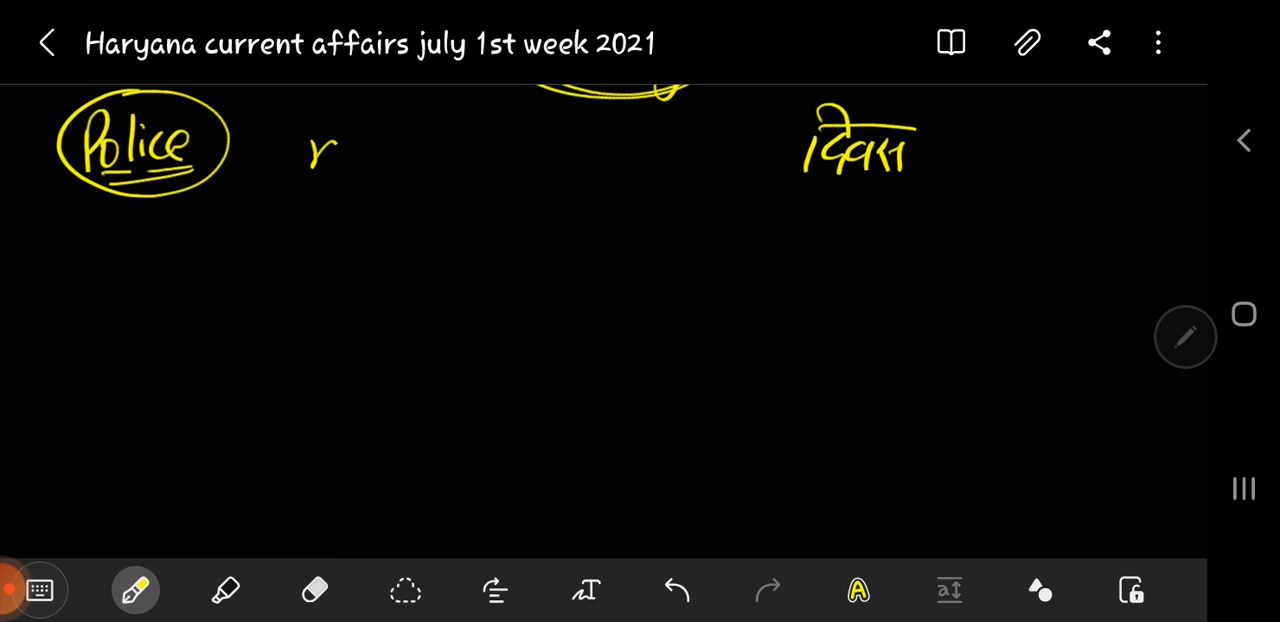 Haryana current affairs july 1st week 2021
Police r दिवस